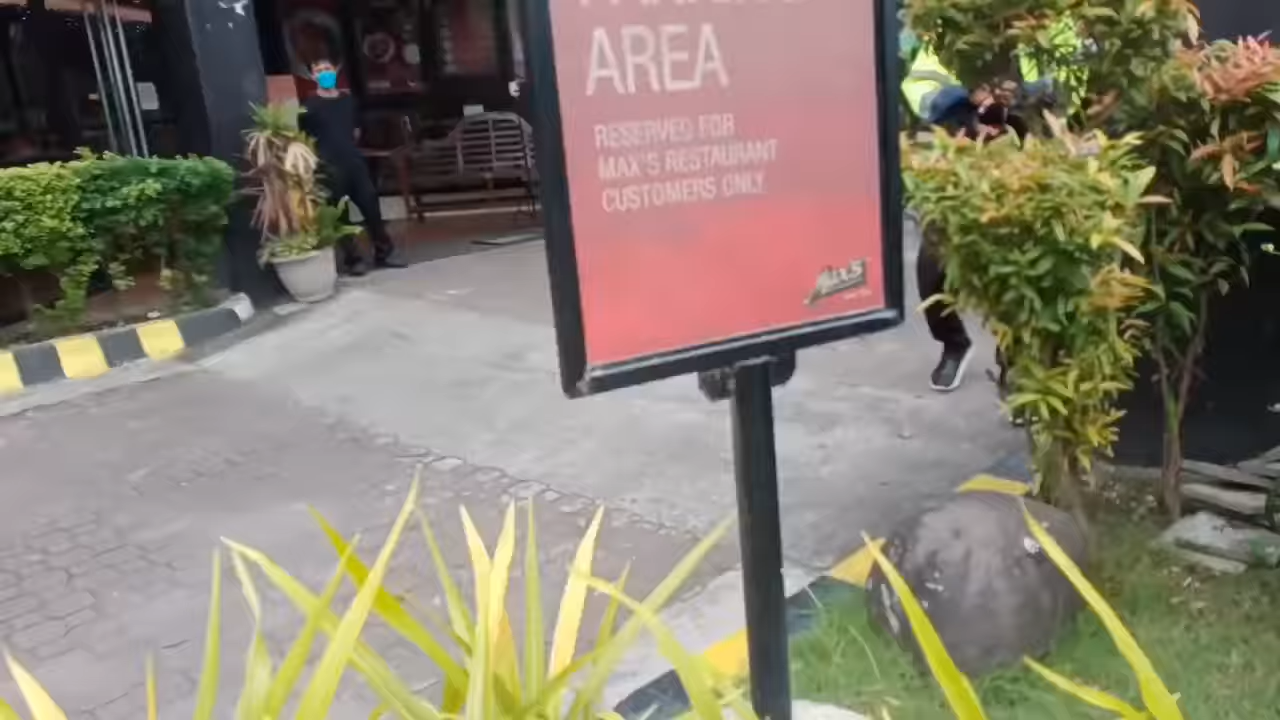 AREA
RESERVED FOR
MAX'S RESTAURANT
CUSTOMERS ONLY
MAX'S